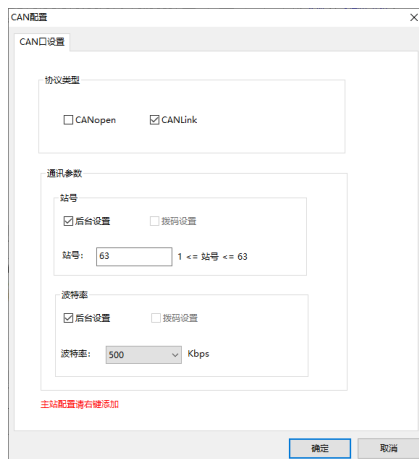 CAN配置
CAN口设置
协议类型
CANopen CANLink
通讯参数
站号
后台设置 拨码设置
站号: 63 1 <= 站号 <= 63
波特率
后台设置 拨码设置
波特率: 500 Kbps
主站配置请右键添加
确定 取消